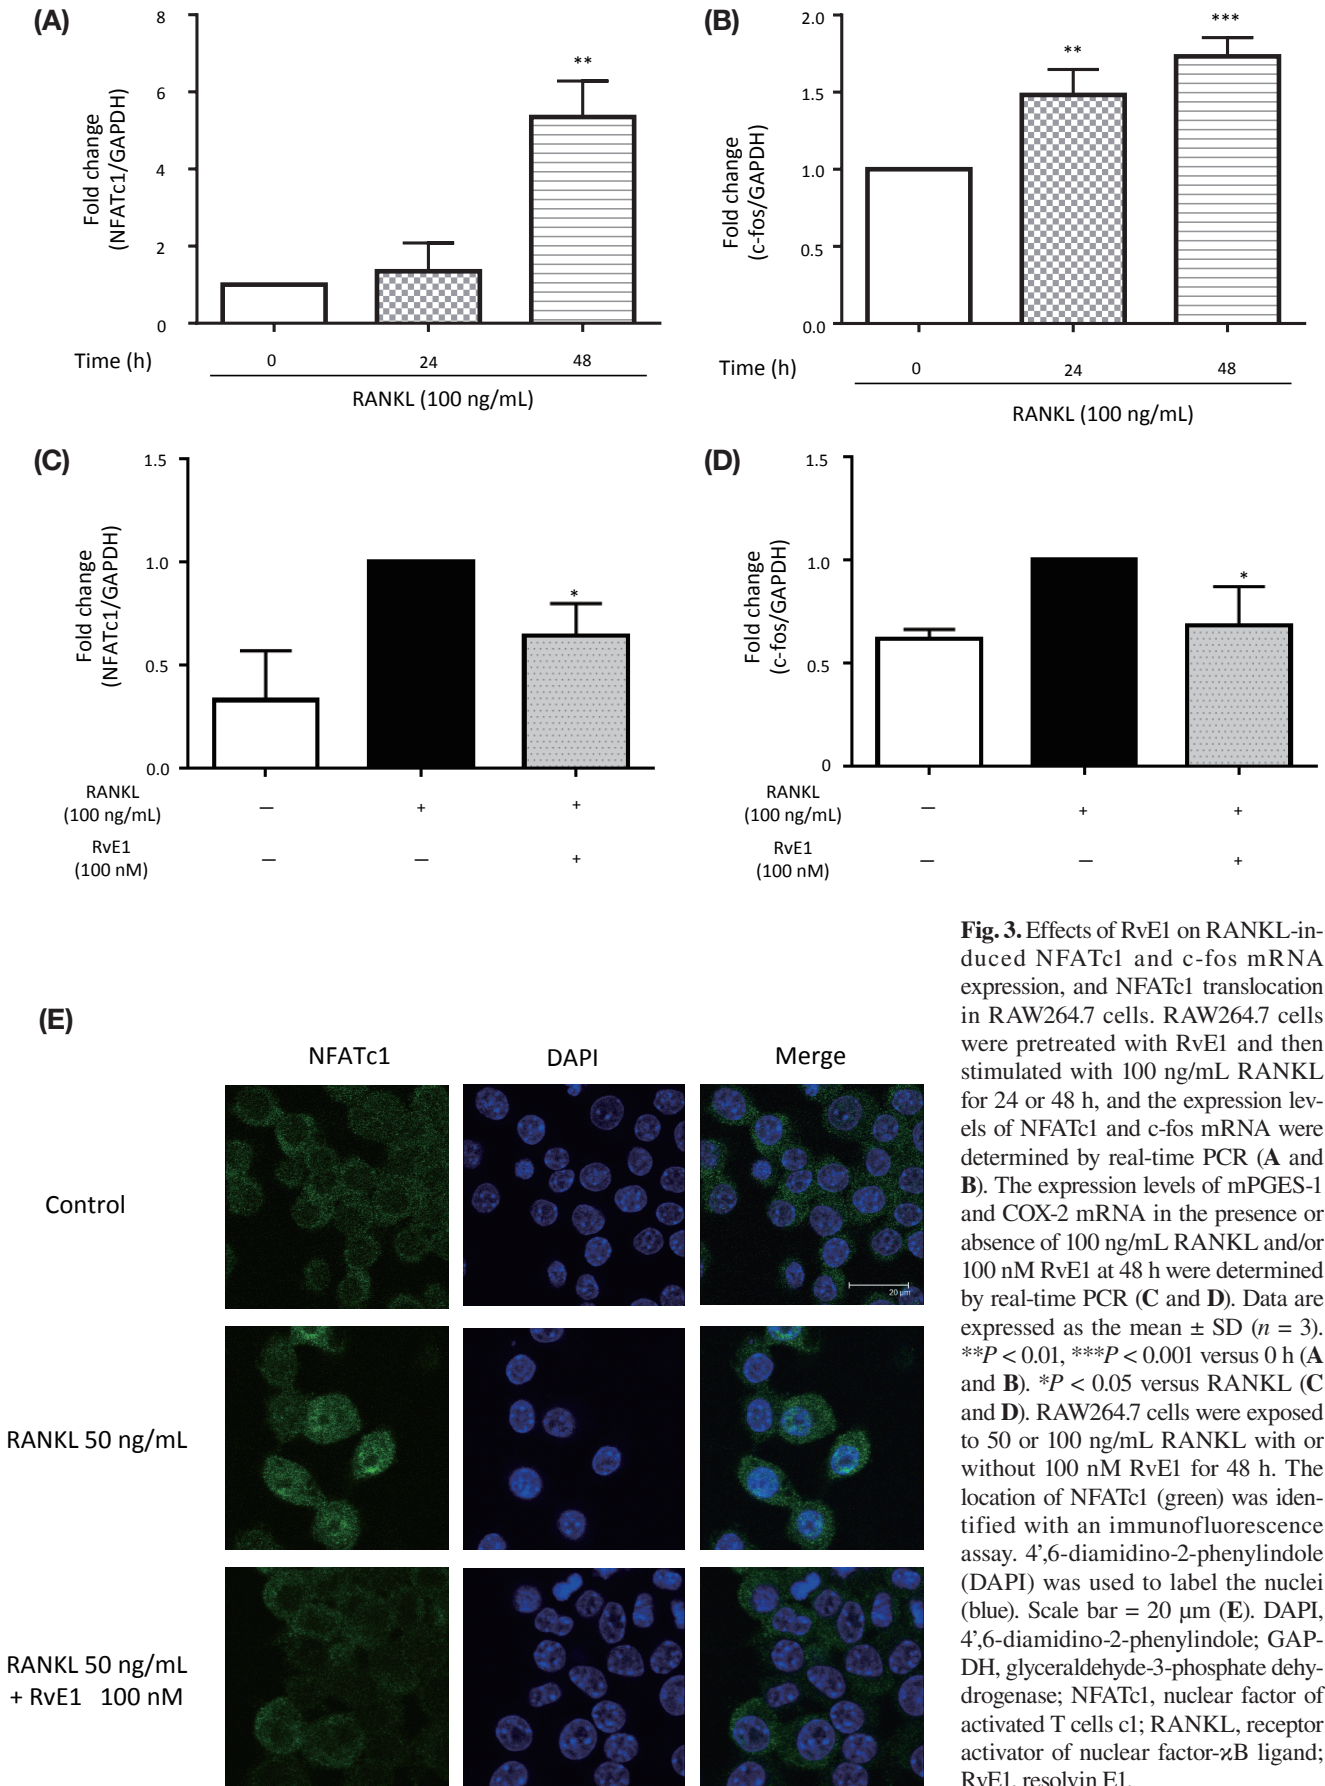 (A)
8
6
4
2
0
Fold change
(NFATc1/GAPDH)
**
Time (h)
0
24
48
RANKL (100 ng/mL)
(B)
2.0
1.5
1.0
0.5
0.0
Fold change
(c-fos/GAPDH)
**
***
Time (h)
0
24
48
RANKL (100 ng/mL)
(C)
1.5
1.0
0.5
0.0
Fold change
(NFATc1/GAPDH)
*
RANKL
(100 ng/mL)
— + +
RvE1
(100 nM)
— — +
(D)
1.5
1.0
0.5
0
Fold change
(c-fos/GAPDH)
*
RANKL
(100 ng/mL)
— + +
RvE1
(100 nM)
— — +
(E)
NFATc1 DAPI Merge
Control
20 µm
RANKL 50 ng/mL
RANKL 50 ng/mL
+ RvE1 100 nM
Fig. 3. Effects of RvE1 on RANKL-in-
duced NFATc1 and c-fos mRNA
expression, and NFATc1 translocation
in RAW264.7 cells. RAW264.7 cells
were pretreated with RvE1 and then
stimulated with 100 ng/mL RANKL
for 24 or 48 h, and the expression lev-
els of NFATc1 and c-fos mRNA were
determined by real-time PCR (A and
B). The expression levels of mPGES-1
and COX-2 mRNA in the presence or
absence of 100 ng/mL RANKL and/or
100 nM RvE1 at 48 h were determined
by real-time PCR (C and D). Data are
expressed as the mean ± SD (n = 3).
**P < 0.01, ***P < 0.001 versus 0 h (A
and B). *P < 0.05 versus RANKL (C
and D). RAW264.7 cells were exposed
to 50 or 100 ng/mL RANKL with or
without 100 nM RvE1 for 48 h. The
location of NFATc1 (green) was iden-
tified with an immunofluorescence
assay. 4’,6-diamidino-2-phenylindole
(DAPI) was used to label the nuclei
(blue). Scale bar = 20 µm (E). DAPI,
4’,6-diamidino-2-phenylindole; GAP-
DH, glyceraldehyde-3-phosphate dehy-
drogenase; NFATc1, nuclear factor of
activated T cells c1; RANKL, receptor
activator of nuclear factor-κB ligand;
RvE1, resolvin E1.